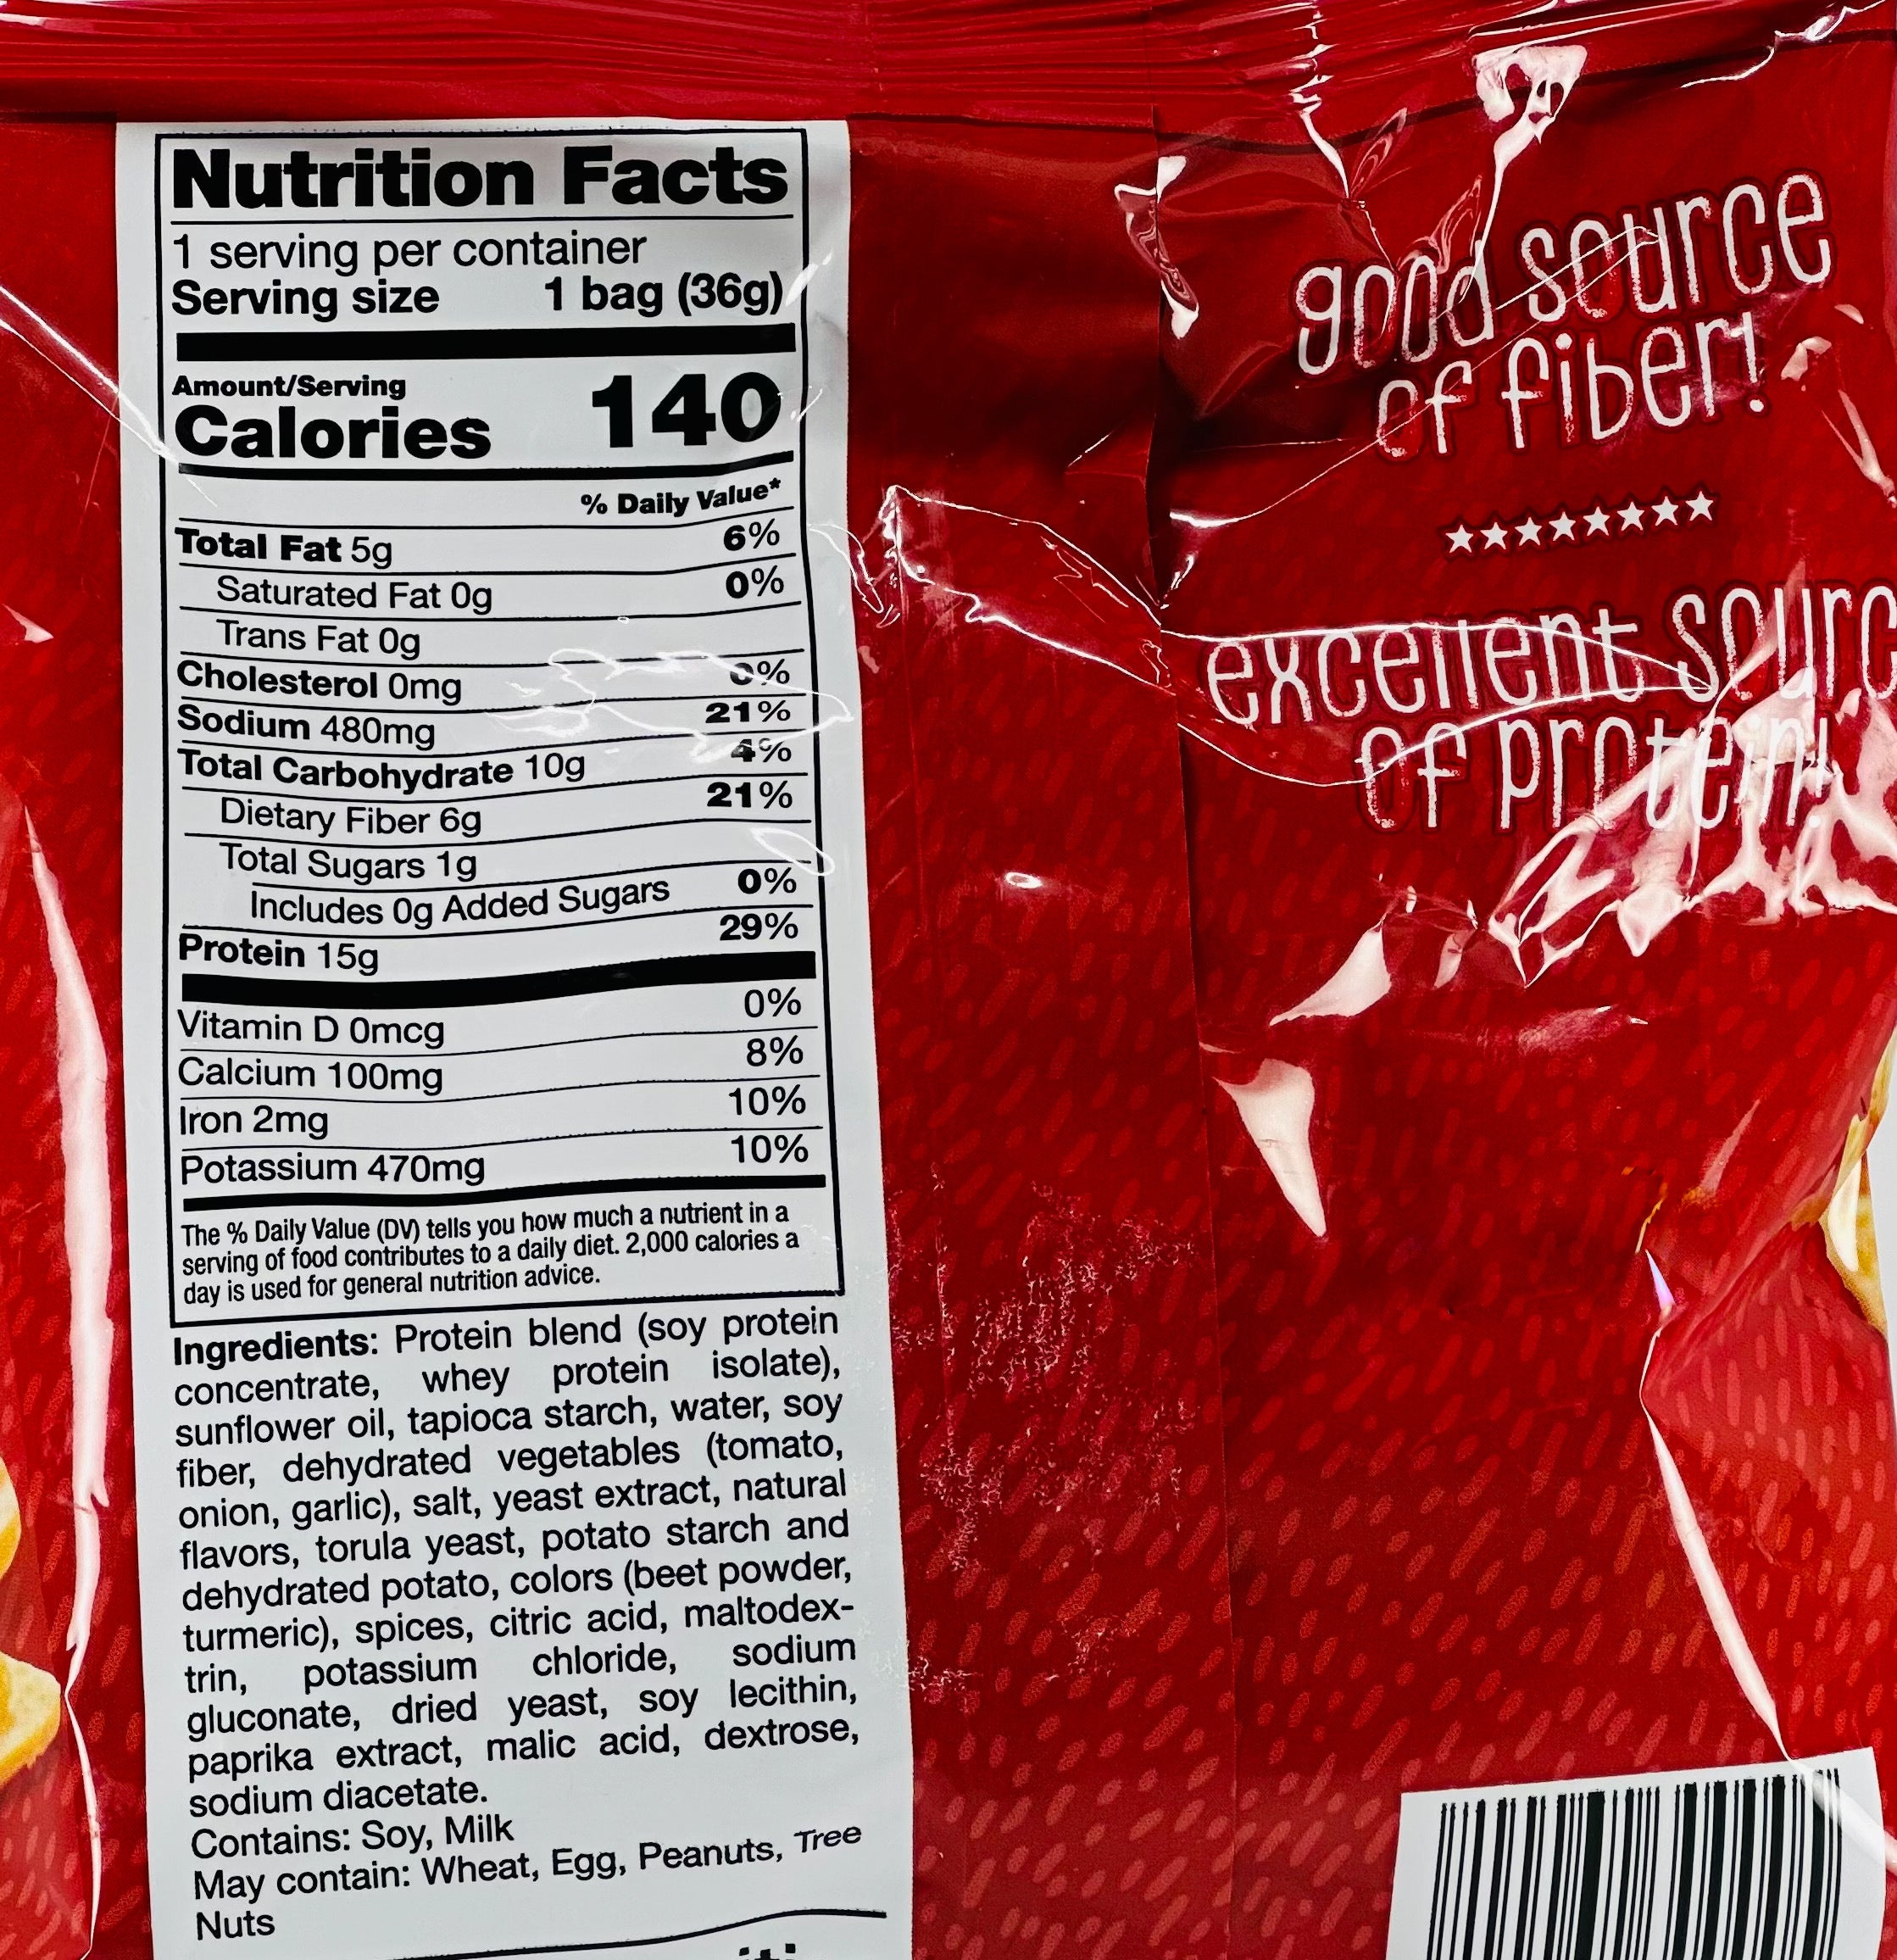 Nutrition Facts
1 serving per container
Serving size 1 bag (36g)
Amount/Serving
Calories 140
% Daily Value*
Total Fat 5g 6%
Saturated Fat 0g 0%
Trans Fat 0g
Cholesterol 0mg 0%
Sodium 480mg 21%
Total Carbohydrate 10g 4%
Dietary Fiber 6g 21%
Total Sugars 1g
Includes 0g Added Sugars 0%
Protein 15g 29%
Vitamin D 0mcg 0%
Calcium 100mg 8%
Iron 2mg 10%
Potassium 470mg 10%
The % Daily Value (DV) tells you how much a nutrient in a
serving of food contributes to a daily diet. 2,000 calories a
day is used for general nutrition advice.
Ingredients: Protein blend (soy protein
concentrate, whey protein isolate),
sunflower oil, tapioca starch, water, soy
fiber, dehydrated vegetables (tomato,
onion, garlic), salt, yeast extract, natural
flavors, torula yeast, potato starch and
dehydrated potato, colors (beet powder,
turmeric), spices, citric acid, maltodex-
trin, potassium chloride, sodium
gluconate, dried yeast, soy lecithin,
paprika extract, malic acid, dextrose,
sodium diacetate.
Contains: Soy, Milk
May contain: Wheat, Egg, Peanuts, Tree
Nuts
good source
of fiber!
excellent sourc
of protein!